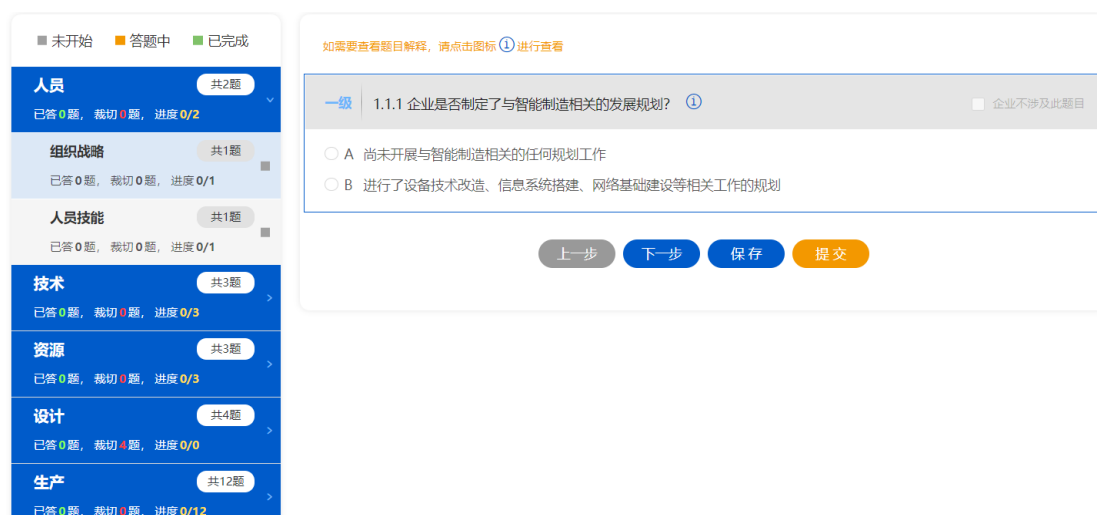 未开始 答题中 已完成
人员 共2题
已答0题, 裁切0题, 进度0/2
组织战略 共1题
已答0题, 裁切0题, 进度0/1
人员技能 共1题
已答0题, 裁切0题, 进度0/1
技术 共3题
已答0题, 裁切0题, 进度0/3
资源 共3题
已答0题, 裁切0题, 进度0/3
设计 共4题
已答0题, 裁切4题, 进度0/0
生产 共12题
已答0题, 裁切0题, 进度0/12
如需要查看题目解释, 请点击图标 i 进行查看
一级 1.1.1 企业是否制定了与智能制造相关的发展规划? i 企业不涉及此题目
A 尚未开展与智能制造相关的任何规划工作
B 进行了设备技术改造、信息系统搭建、网络基础建设等相关工作的规划
上一步 下一步 保存 提交